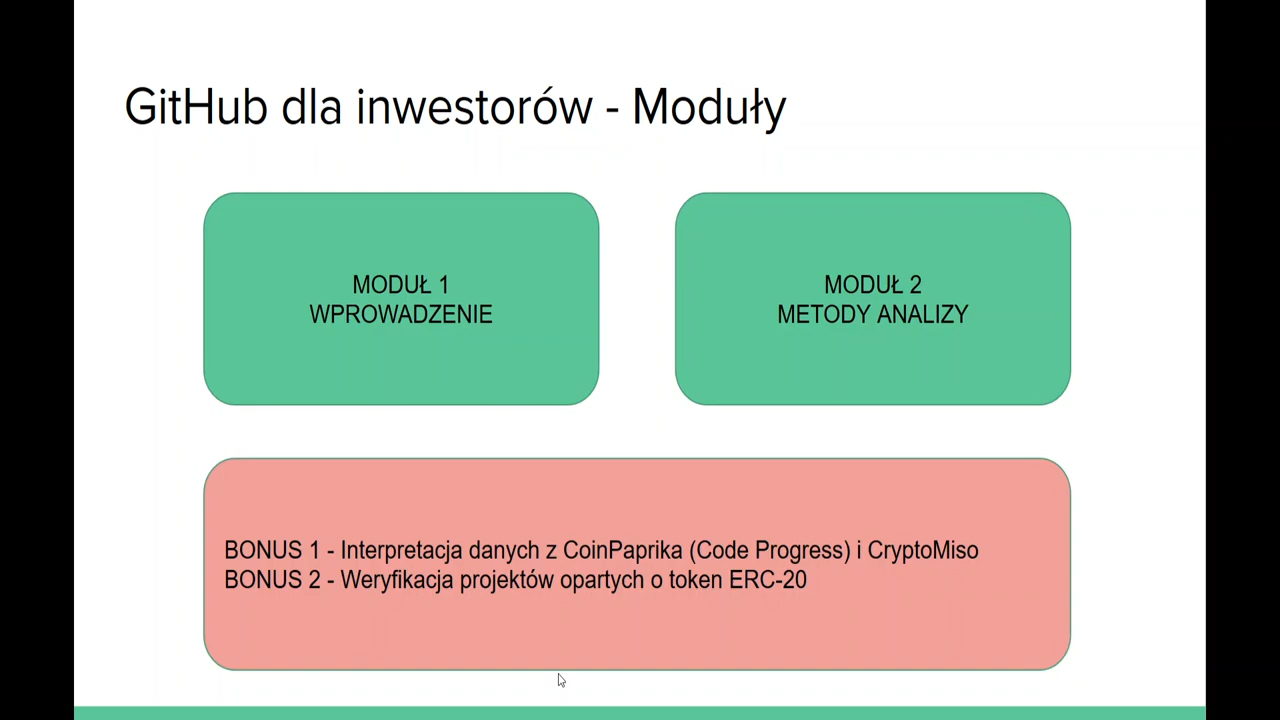 GitHub dla inwestorów - Moduły
MODUŁ 1
WPROWADZENIE
MODUŁ 2
METODY ANALIZY
BONUS 1 - Interpretacja danych z CoinPaprika (Code Progress) i CryptoMiso
BONUS 2 - Weryfikacja projektów opartych o token ERC-20